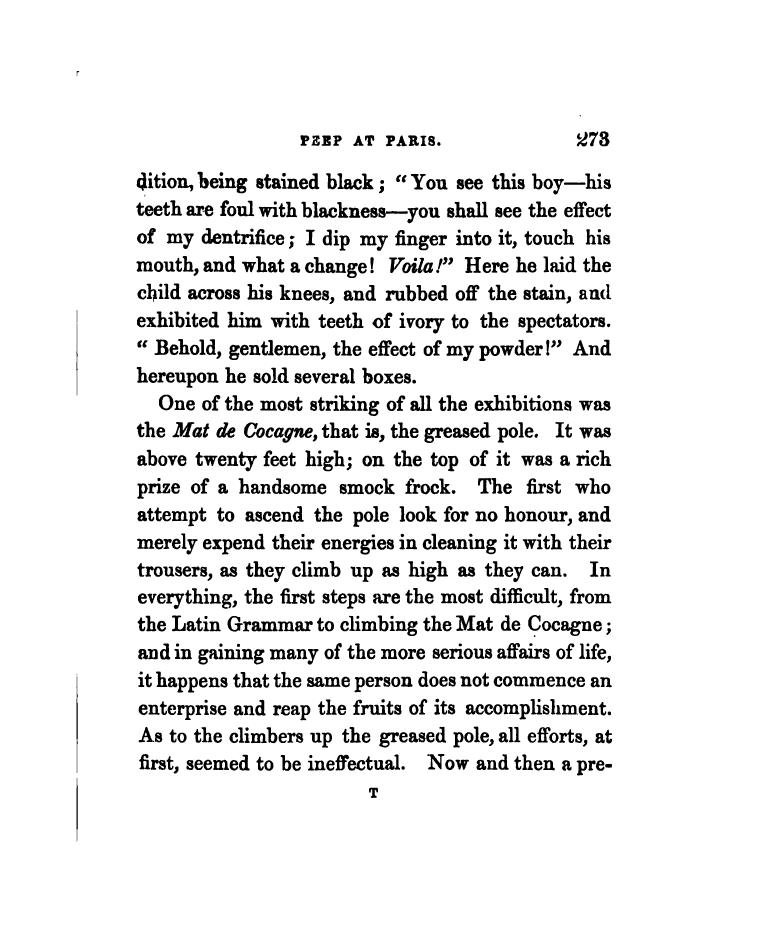 PEEP AT PARIS. 273
dition, being stained black; “You see this boy—his
teeth are foul with blackness—you shall see the effect
of my dentrifice; I dip my finger into it, touch his
mouth, and what a change! Voila!” Here he laid the
child across his knees, and rubbed off the stain, and
exhibited him with teeth of ivory to the spectators.
“Behold, gentlemen, the effect of my powder!” And
hereupon he sold several boxes.
One of the most striking of all the exhibitions was
the Mat de Cocagne, that is, the greased pole. It was
above twenty feet high; on the top of it was a rich
prize of a handsome smock frock. The first who
attempt to ascend the pole look for no honour, and
merely expend their energies in cleaning it with their
trousers, as they climb up as high as they can. In
everything, the first steps are the most difficult, from
the Latin Grammar to climbing the Mat de Cocagne;
and in gaining many of the more serious affairs of life,
it happens that the same person does not commence an
enterprise and reap the fruits of its accomplishment.
As to the climbers up the greased pole, all efforts, at
first, seemed to be ineffectual. Now and then a pre-
T